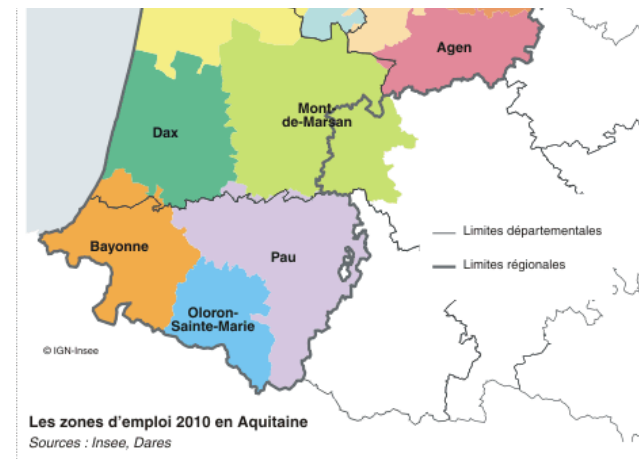 Agen
Mont-
de-Marsan
Dax
Limites départementales
Bayonne
Pau
Limites régionales
Oloron-
Sainte-Marie
© IGN-Insee
Les zones d'emploi 2010 en Aquitaine
Sources : Insee, Dares